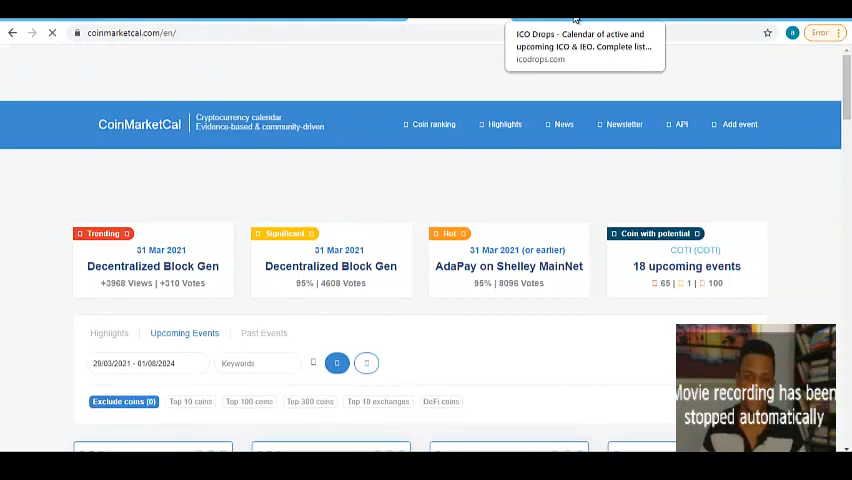 coinmarketcal.com/en/
Error
ICO Drops - Calendar of active and
upcoming ICO & IEO. Complete list...
icodrops.com
CoinMarketCal
Cryptocurrency calendar
Evidence-based & community-driven
Coin ranking
Highlights
News
Newsletter
API
Add event
Trending
31 Mar 2021
Decentralized Block Gen
+3968 Views | +310 Votes
Significant
31 Mar 2021
Decentralized Block Gen
95% | 4608 Votes
Hot
31 Mar 2021 (or earlier)
AdaPay on Shelley MainNet
95% | 8096 Votes
Coin with potential
COTI (COTI)
18 upcoming events
65 | 1 | 100
Highlights
Upcoming Events
Past Events
29/03/2021 - 01/08/2024
Keywords
Exclude coins (0)
Top 10 coins
Top 100 coins
Top 300 coins
Top 10 exchanges
DeFi coins
Movie recording has been
stopped automatically